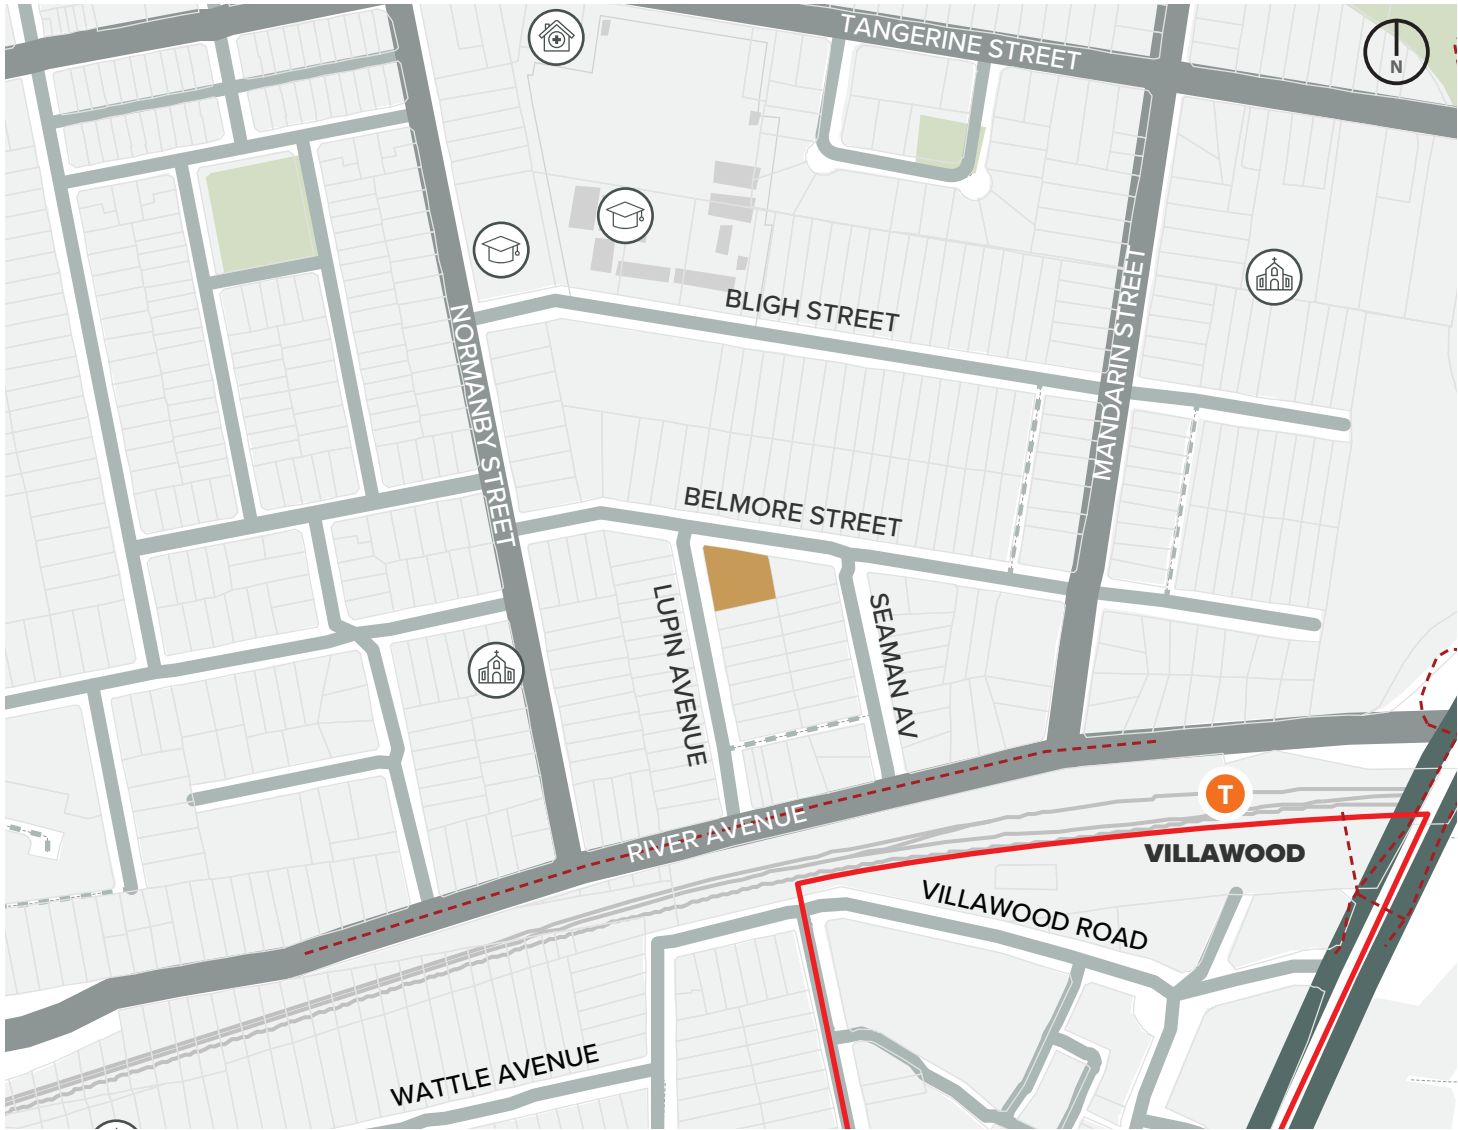 TANGERINE STREET
N
BLIGH STREET
NORMANBY STREET
MANDARIN STREET
BELMORE STREET
LUPIN AVENUE
SEAMAN AV
T
RIVER AVENUE
VILLAWOOD
VILLAWOOD ROAD
WATTLE AVENUE